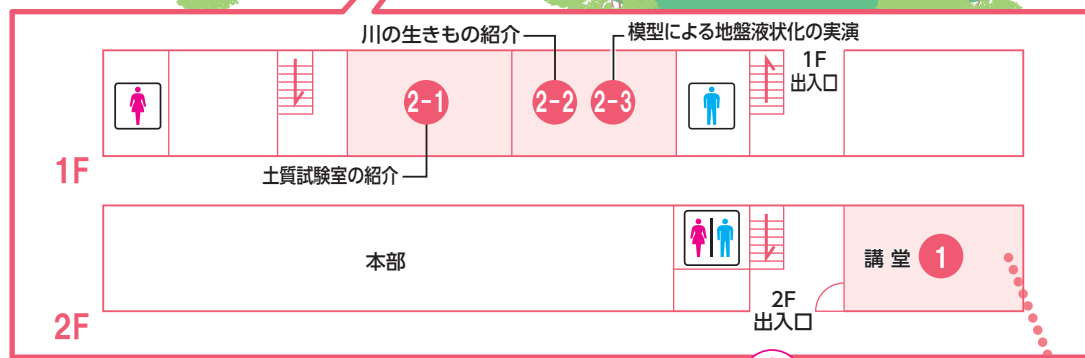 川の生きもの紹介
模型による地盤液状化の実演
1F
出入口
2-1
2-2
2-3
1F
土質試験室の紹介
本部
講堂
1
2F
出入口
2F